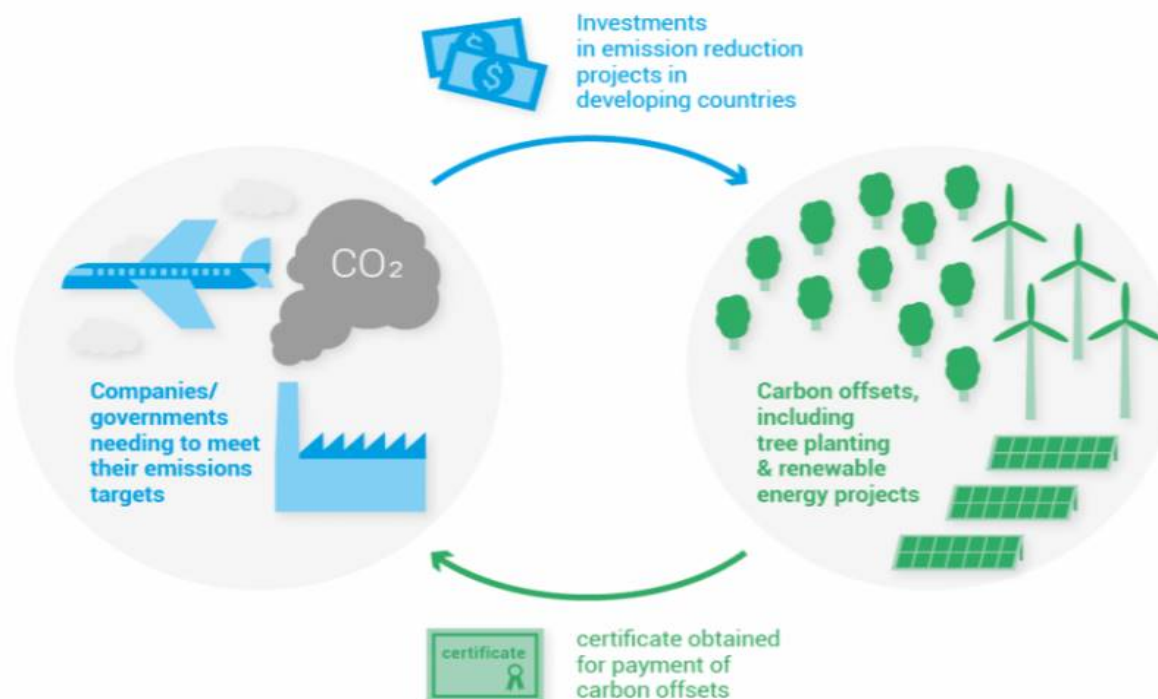 Investments
in emission reduction
projects in
developing countries
CO₂
Companies/
governments
needing to meet
their emissions
targets
Carbon offsets,
including
tree planting
& renewable
energy projects
certificate
certificate obtained
for payment of
carbon offsets